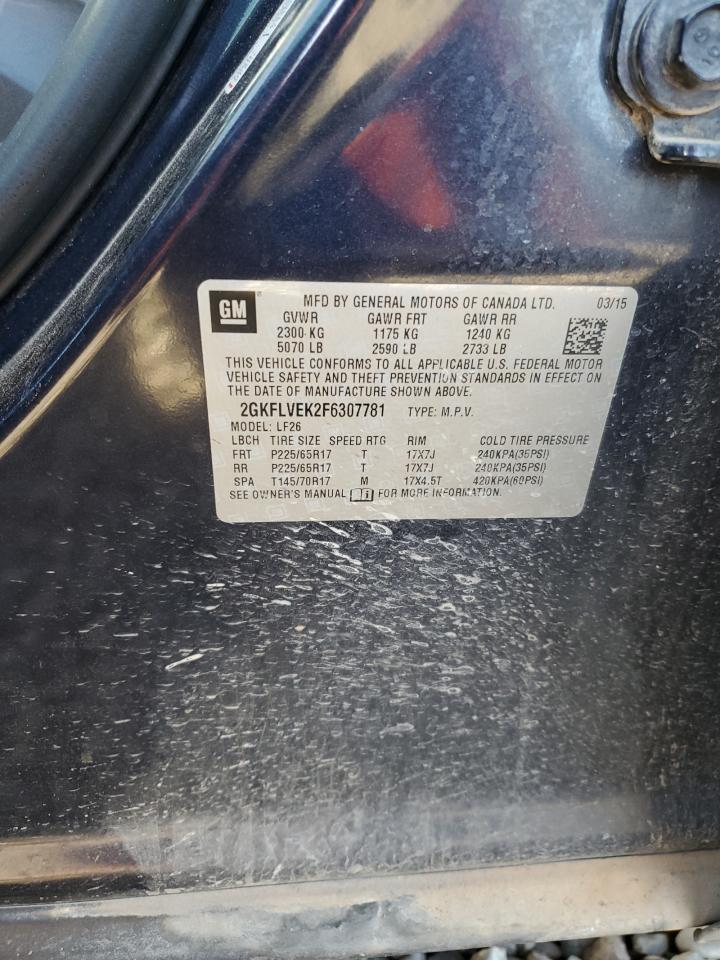 GM
MFD BY GENERAL MOTORS OF CANADA LTD. 03/15
GVWR GAWR FRT GAWR RR
2300 KG 1175 KG 1240 KG
5070 LB 2590 LB 2733 LB
THIS VEHICLE CONFORMS TO ALL APPLICABLE U.S. FEDERAL MOTOR
VEHICLE SAFETY AND THEFT PREVENTION STANDARDS IN EFFECT ON
THE DATE OF MANUFACTURE SHOWN ABOVE.
2GKFLVEK2F6307781 TYPE: M.P.V.
MODEL: LF26
LBCH TIRE SIZE SPEED RTG RIM COLD TIRE PRESSURE
FRT P225/65R17 T 17X7J 240KPA(35PSI)
RR P225/65R17 T 17X7J 240KPA(35PSI)
SPA T145/70R17 M 17X4.5T 420KPA(60PSI)
SEE OWNER'S MANUAL FOR MORE INFORMATION.